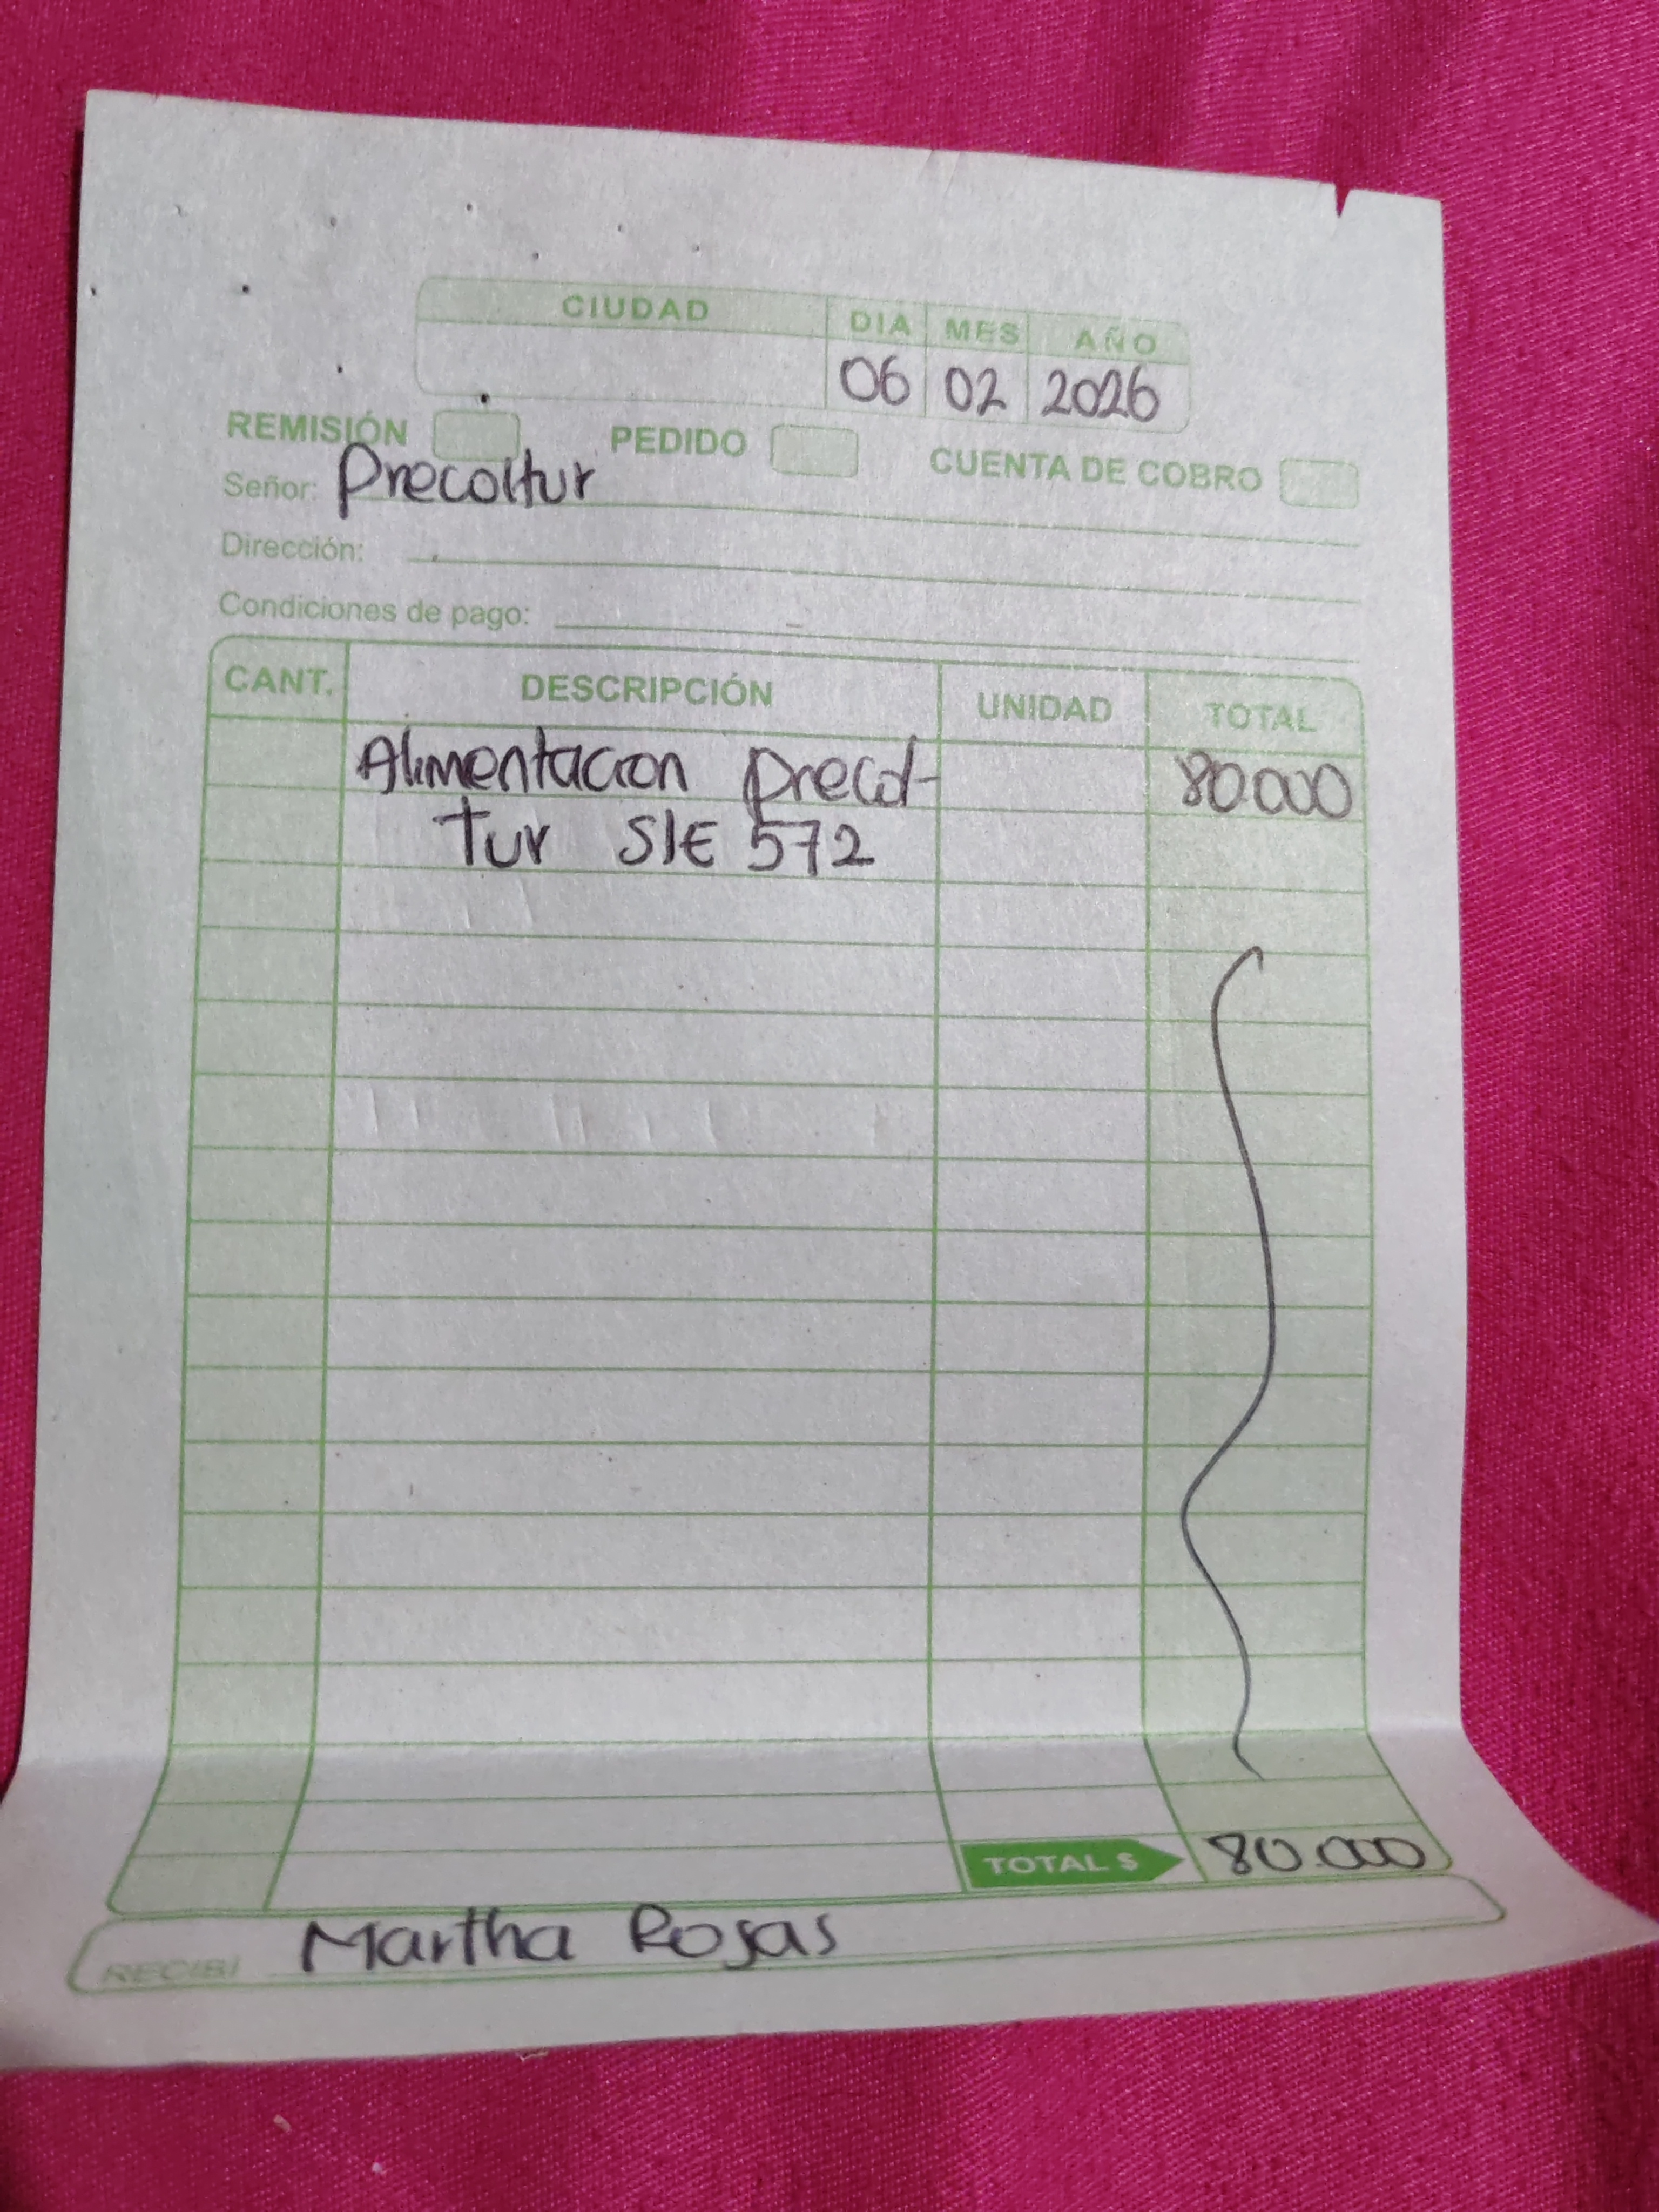 CIUDAD DIA MES AÑO
06 02 2026
REMISIÓN PEDIDO CUENTA DE COBRO
Señor: Precoltur
Dirección:
Condiciones de pago:
CANT. DESCRIPCIÓN UNIDAD TOTAL
Alimentacion precol- 80.000
tur SIE 572
TOTAL $ 80.000
RECIBI Martha Rojas